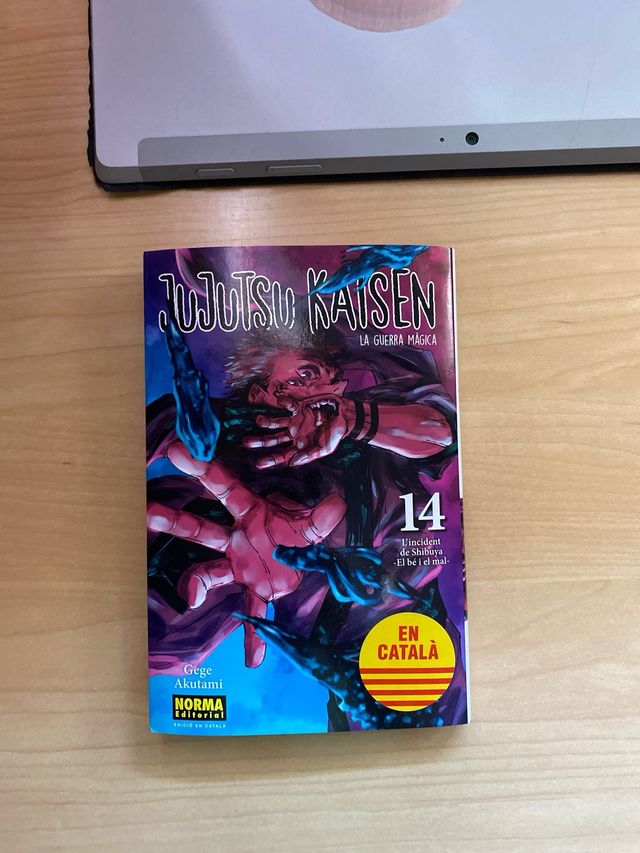 JUJUTSU KAISEN
LA GUERRA MÀGICA
14
L'incident
de Shibuya
-El bé i el mal-
EN
CATALÀ
Gege
Akutami
NORMA
Editorial
EDICIÓ EN CATALÀ